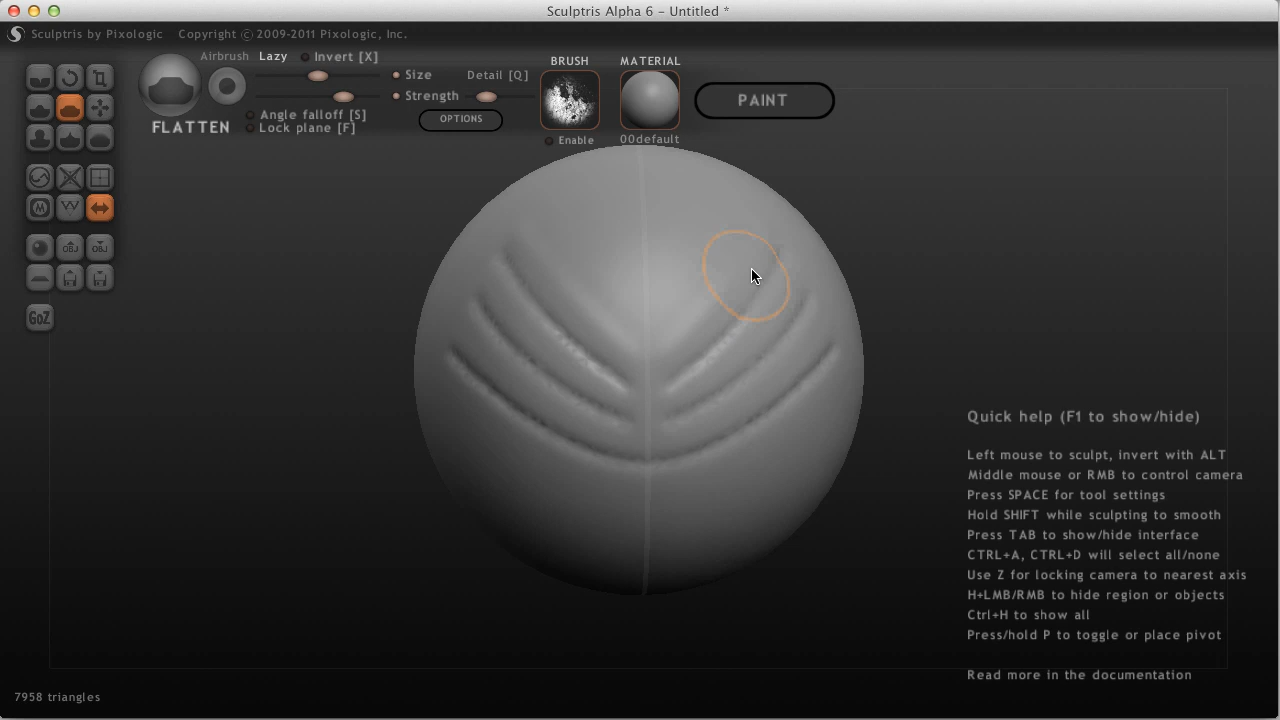 Sculptris Alpha 6 – Untitled *
Sculptris by Pixologic Copyright © 2009-2011 Pixologic, Inc.
Airbrush Lazy Invert [X]
Size Detail [Q]
Strength
Angle falloff [S]
Lock plane [F]
OPTIONS
FLATTEN
BRUSH
Enable
MATERIAL
00default
PAINT
OBJ OBJ
GoZ
Quick help (F1 to show/hide)
Left mouse to sculpt, invert with ALT
Middle mouse or RMB to control camera
Press SPACE for tool settings
Hold SHIFT while sculpting to smooth
Press TAB to show/hide interface
CTRL+A, CTRL+D will select all/none
Use Z for locking camera to nearest axis
H+LMB/RMB to hide region or objects
Ctrl+H to show all
Press/hold P to toggle or place pivot
Read more in the documentation
7958 triangles